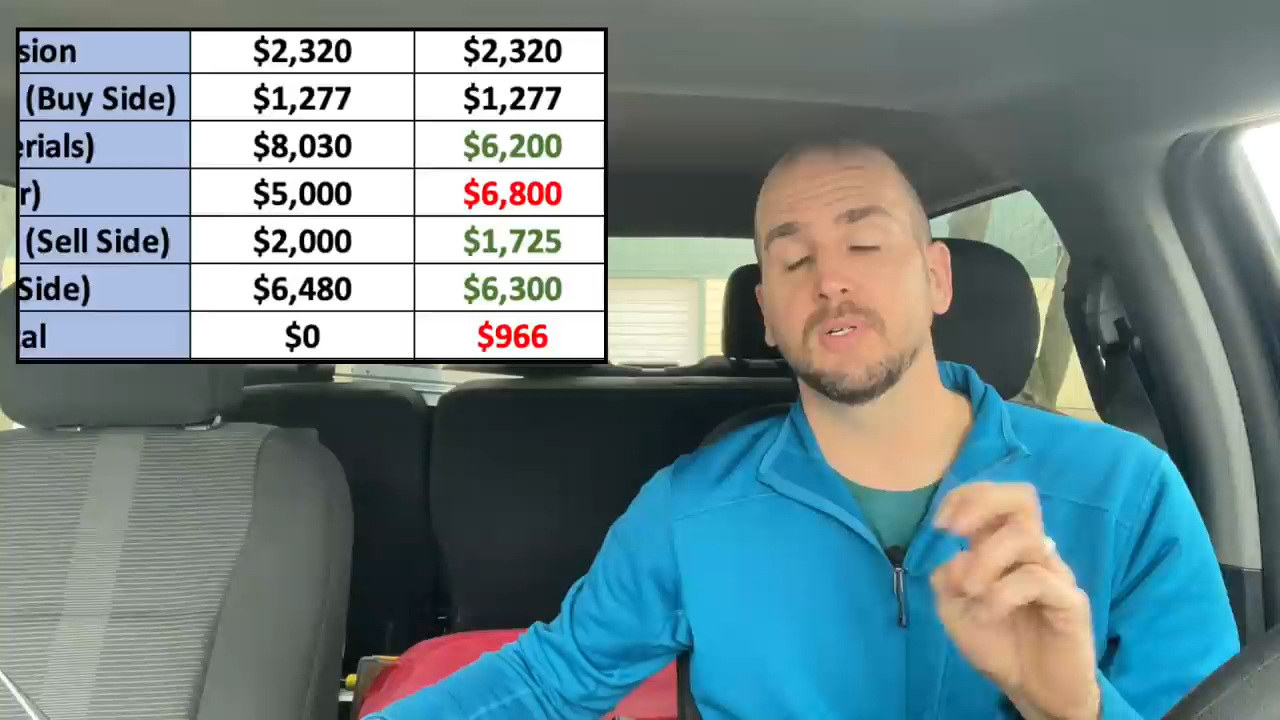 sion $2,320 $2,320
(Buy Side) $1,277 $1,277
erials) $8,030 $6,200
r) $5,000 $6,800
(Sell Side) $2,000 $1,725
Side) $6,480 $6,300
al $0 $966